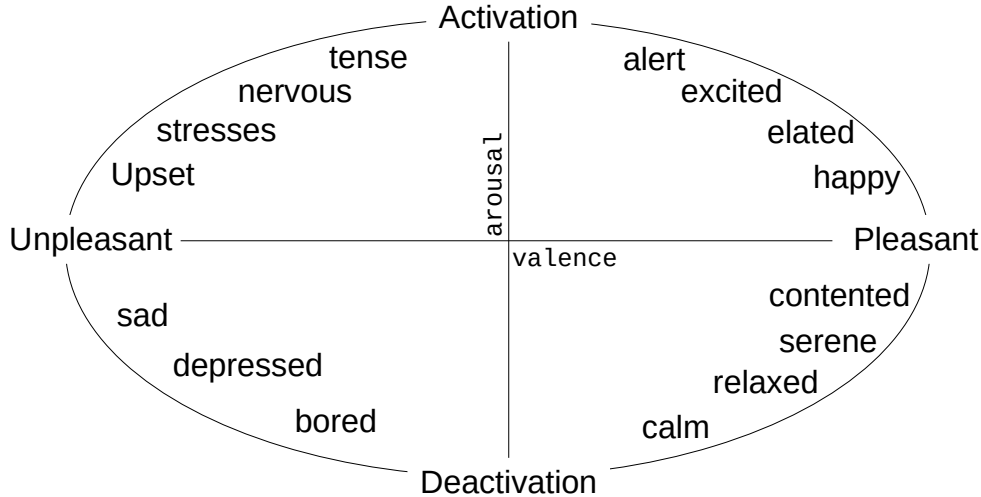 Activation
tense
alert
nervous
excited
stresses
elated
arousal
Upset
happy
Unpleasant
Pleasant
valence
contented
sad
serene
depressed
relaxed
bored
calm
Deactivation